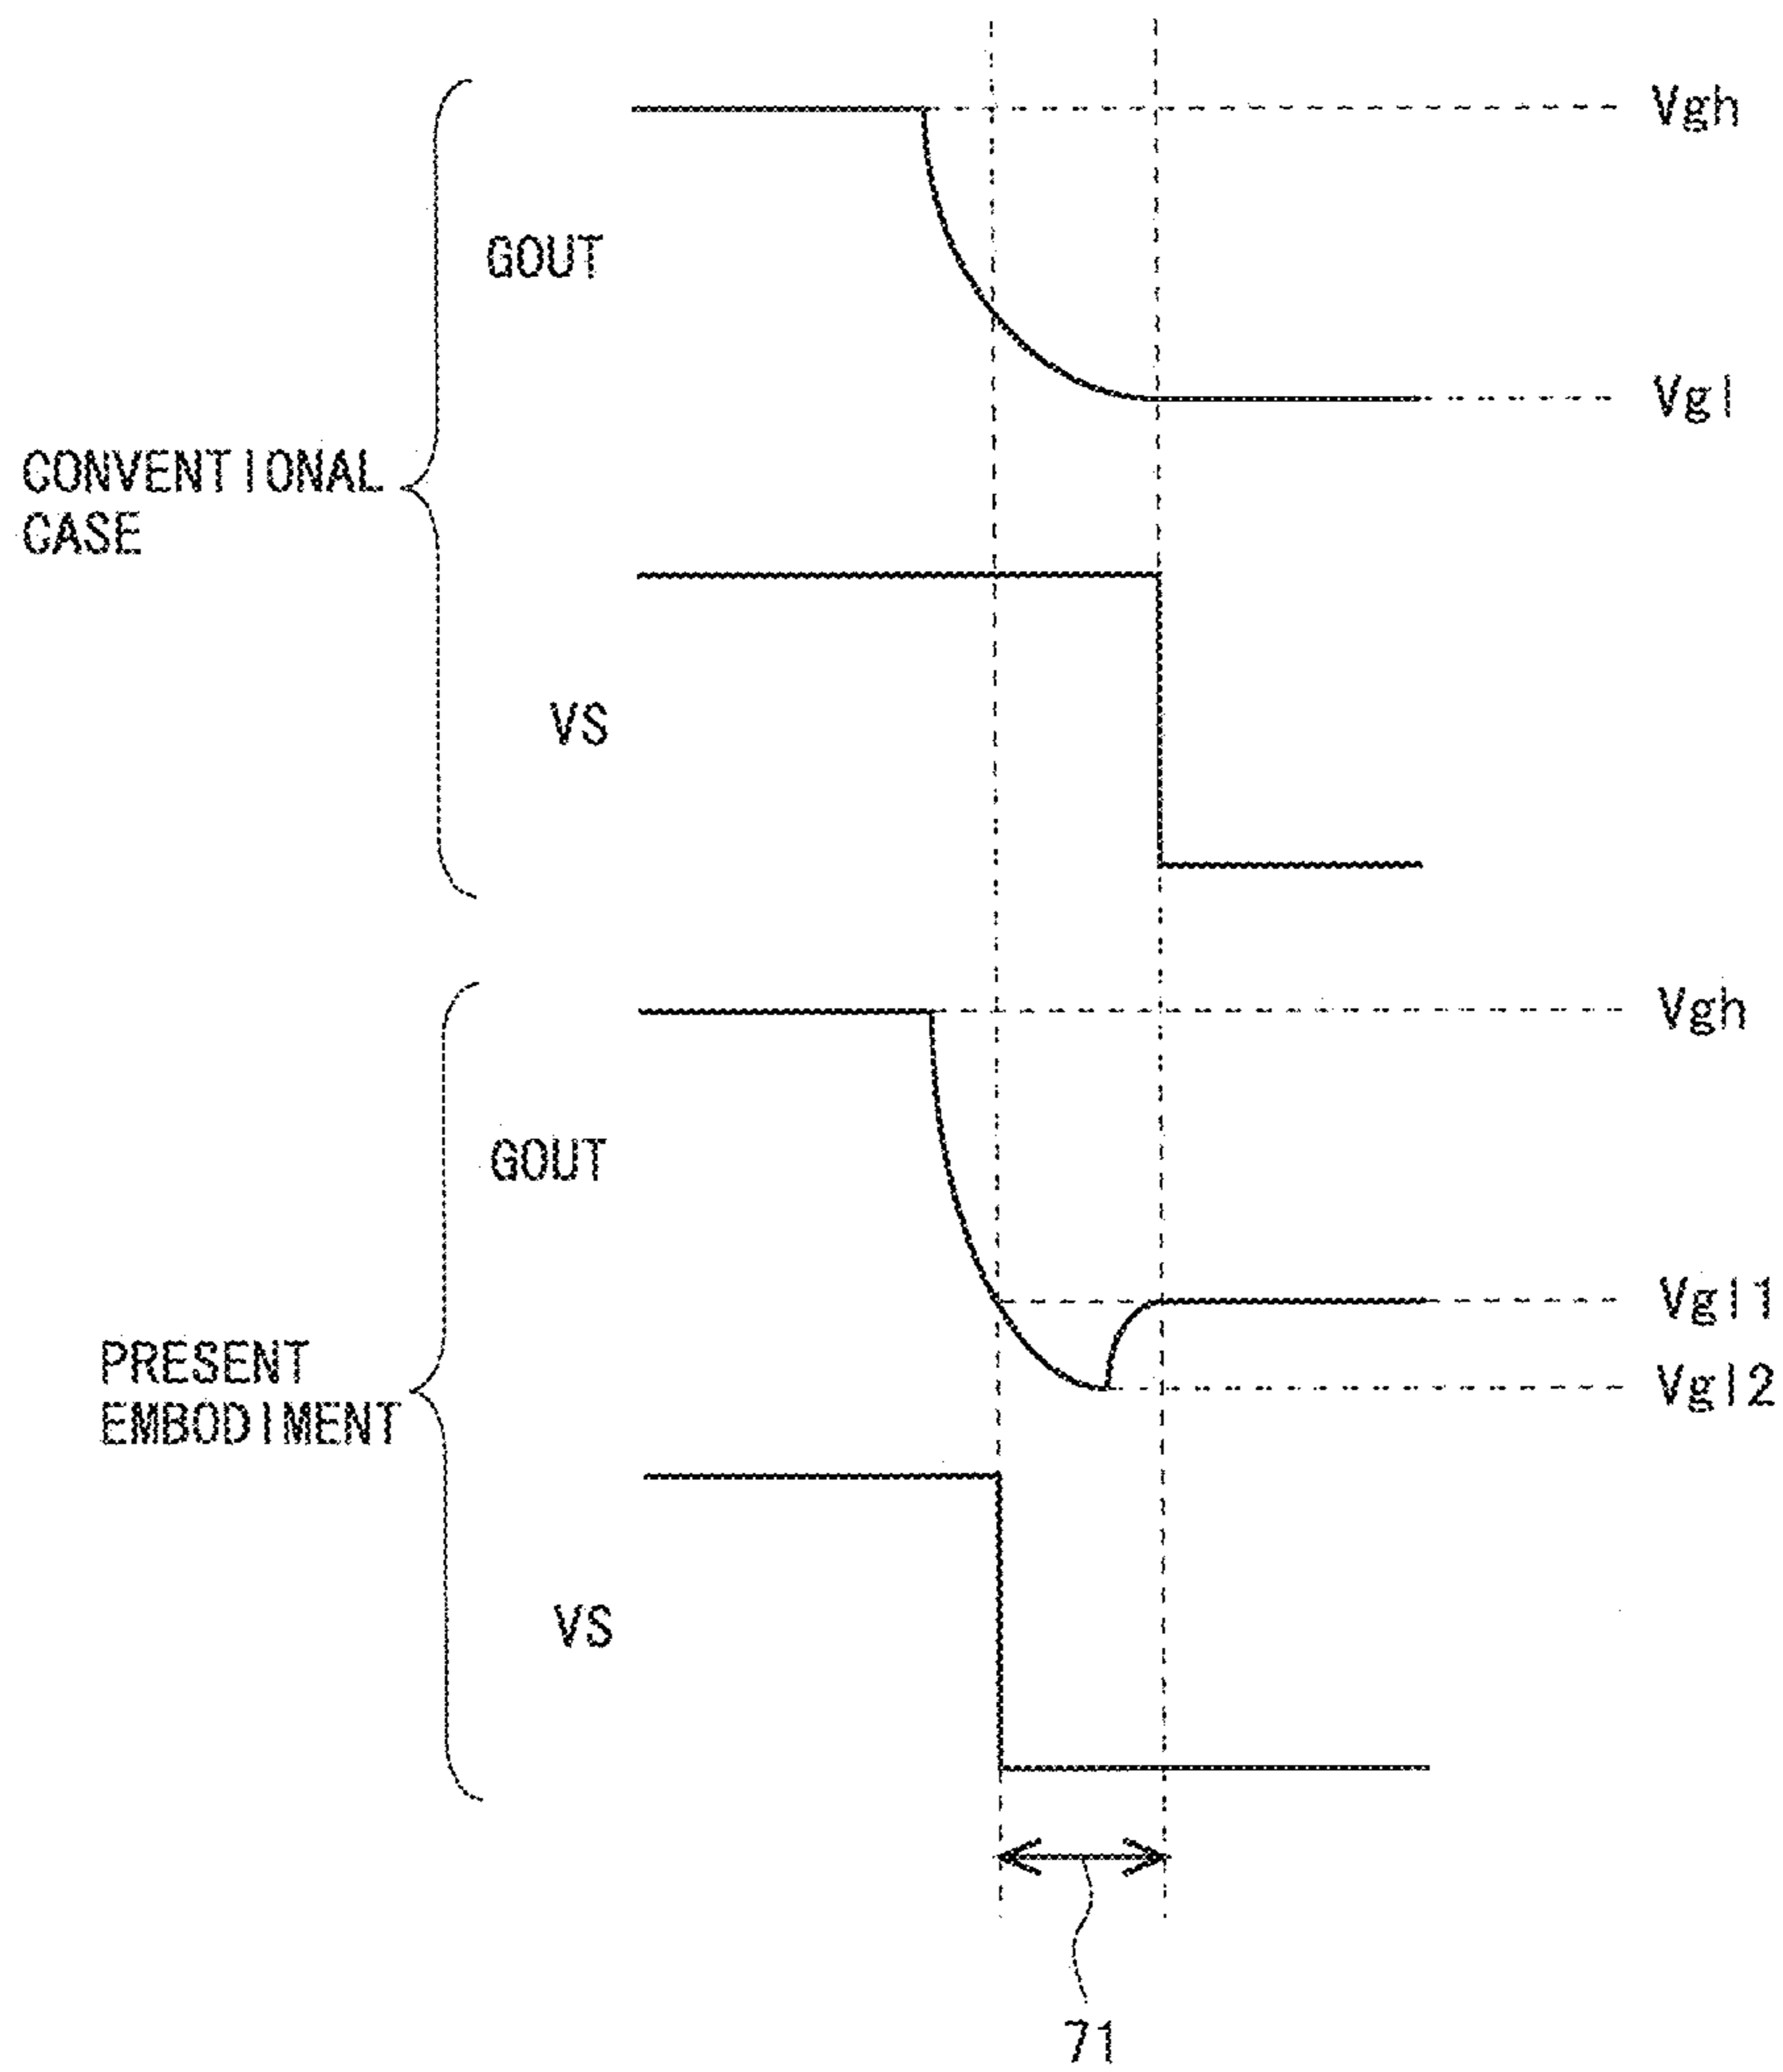 Vgh
GOUT
Vgl
CONVENTIONAL
CASE
VS
Vgh
GOUT
Vgl1
PRESENT
EMBODIMENT
Vgl2
VS
71